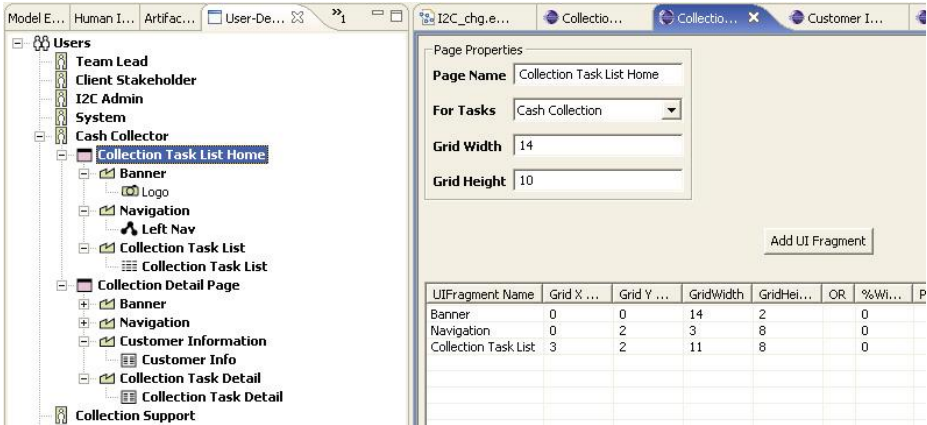 Model E...
Human I...
Artifac...
User-De...
1
Users
Team Lead
Client Stakeholder
I2C Admin
System
Cash Collector
Collection Task List Home
Banner
Logo
Navigation
Left Nav
Collection Task List
Collection Task List
Collection Detail Page
Banner
Navigation
Customer Information
Customer Info
Collection Task Detail
Collection Task Detail
Collection Support
I2C_chg.e...
Collectio...
Collectio...
Customer I...
Page Properties
Page Name Collection Task List Home
For Tasks Cash Collection
Grid Width 14
Grid Height 10
Add UI Fragment
UIFragment Name Grid X ... Grid Y ... GridWidth GridHei... OR %Wi... P
Banner 0 0 14 2 0
Navigation 0 2 3 8 0
Collection Task List 3 2 11 8 0